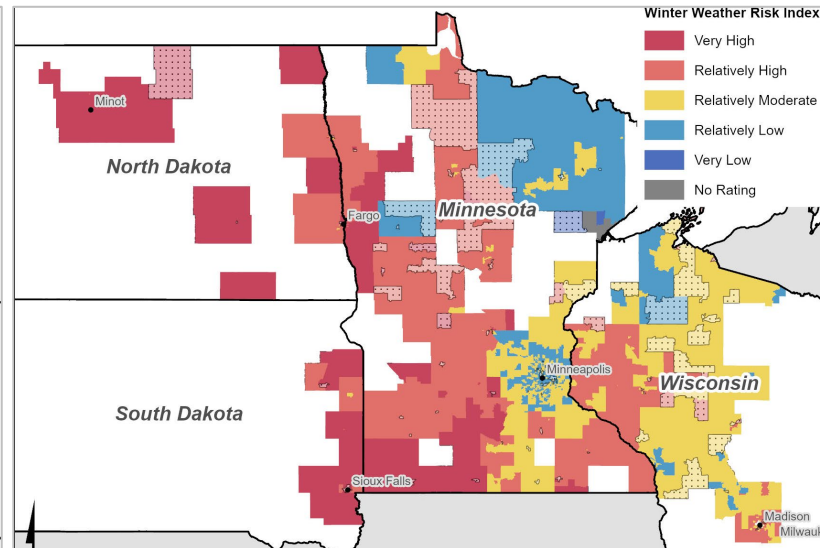 Winter Weather Risk Index
Very High
Relatively High
Relatively Moderate
Relatively Low
Very Low
No Rating
Minot
North Dakota
Fargo
Minnesota
Minneapolis
Wisconsin
South Dakota
Sioux Falls
Madison
Milwauk